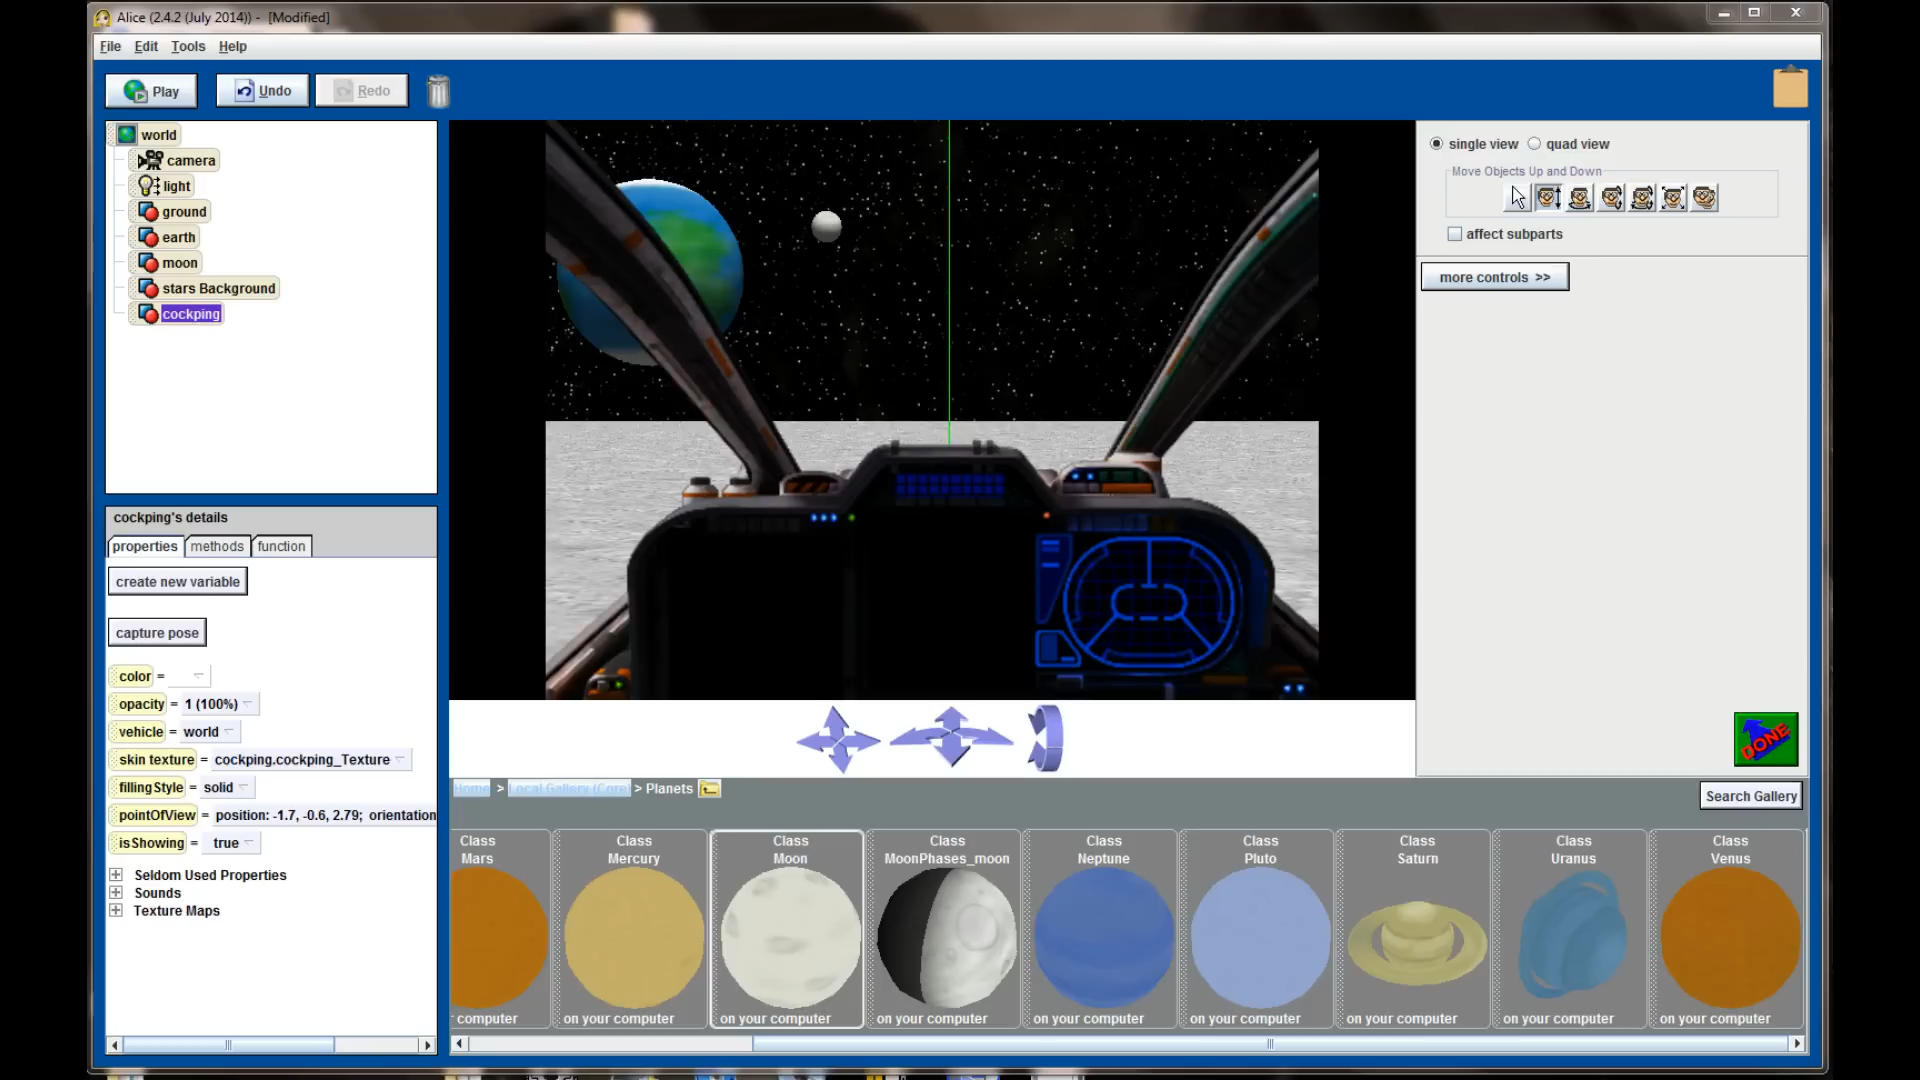 Alice (2.4.2 (July 2014)) - [Modified]
File Edit Tools Help
Play Undo Redo
world
camera
light
ground
earth
moon
stars Background
cockping
single view quad view
Move Objects Up and Down
affect subparts
more controls >>
DONE
cockping's details
properties methods function
create new variable
capture pose
color =
opacity = 1 (100%)
vehicle = world
skin texture = cockping.cockping_Texture
fillingStyle = solid
pointOfView = position: -1.7, -0.6, 2.79; orientation
isShowing = true
Seldom Used Properties
Sounds
Texture Maps
Home > Local Gallery (Core) > Planets
Search Gallery
Class Mars
r computer
Class Mercury
on your computer
Class Moon
on your computer
Class MoonPhases_moon
on your computer
Class Neptune
on your computer
Class Pluto
on your computer
Class Saturn
on your computer
Class Uranus
on your computer
Class Venus
on your computer